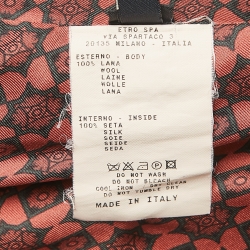 ETRO SPA
VIA SPARTACO 3
20135 MILANO - ITALIA
ESTERNO - BODY
100% LANA
WOOL
LAINE
WOLLE
LANA
INTERNO - INSIDE
100% SETA
SILK
SOIE
SEIDE
SEDA
DO NOT WASH
DO NOT BLEACH
COOL IRON - DRY CLEAN
DO NOT TUMBLE DRY
MADE IN ITALY